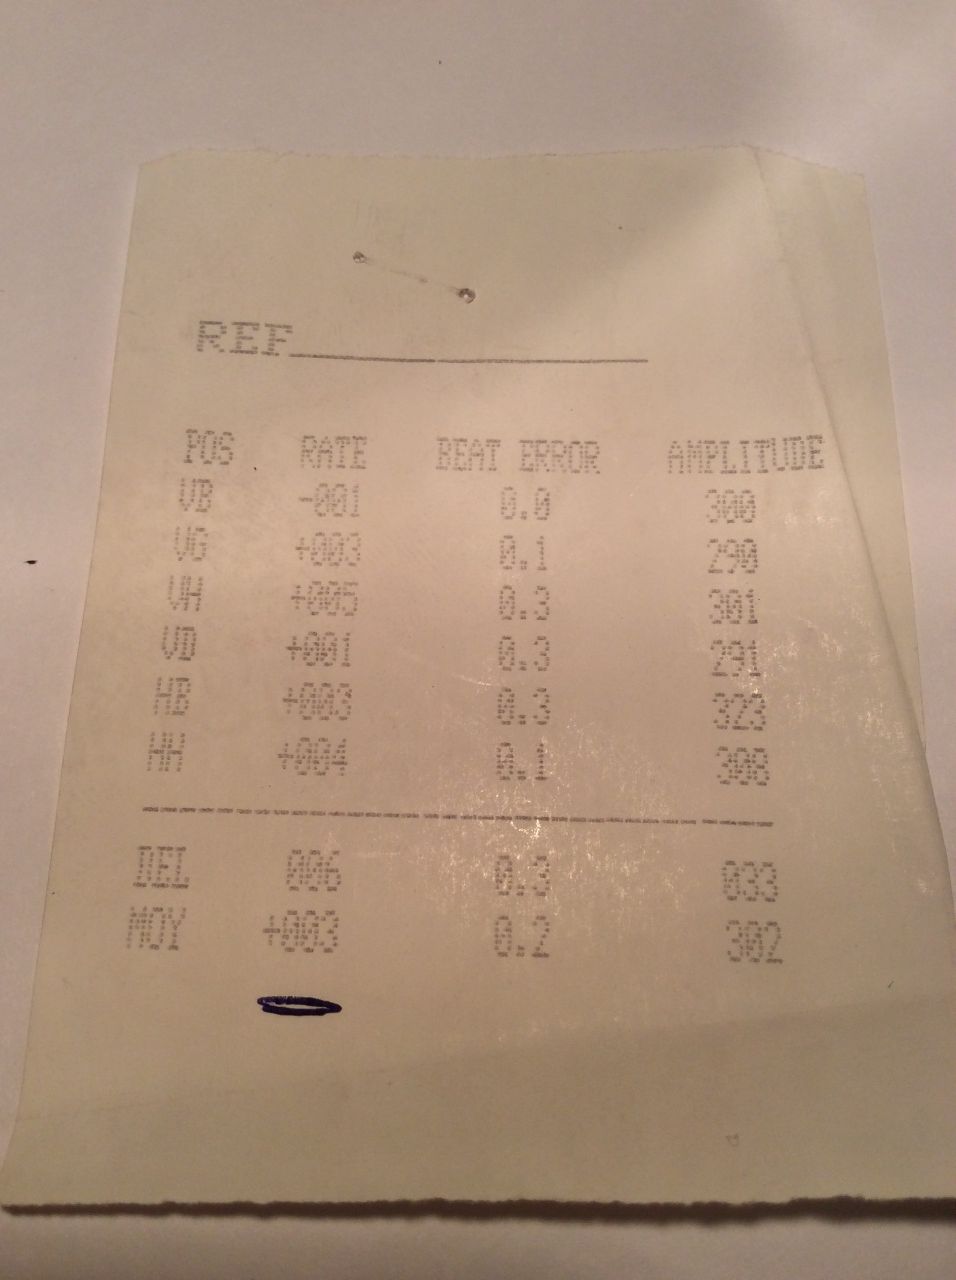 REF
POS RATE BEAT ERROR AMPLITUDE
VB -001 0.0 300
VG +003 0.1 299
VH +005 0.3 301
VD +001 0.3 291
HB +003 0.3 323
HH +004 0.1 308
DEL 006 0.3 033
MOY +003 0.2 302